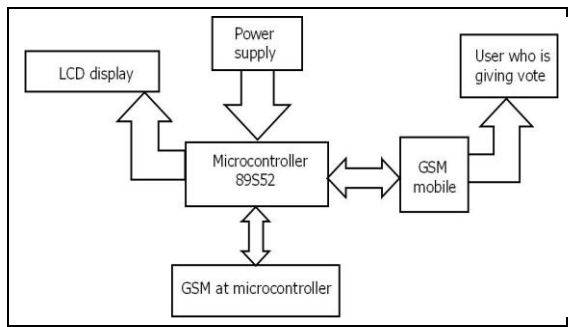 Power
supply
LCD display
User who is
giving vote
Microcontroller
89S52
GSM
mobile
GSM at microcontroller